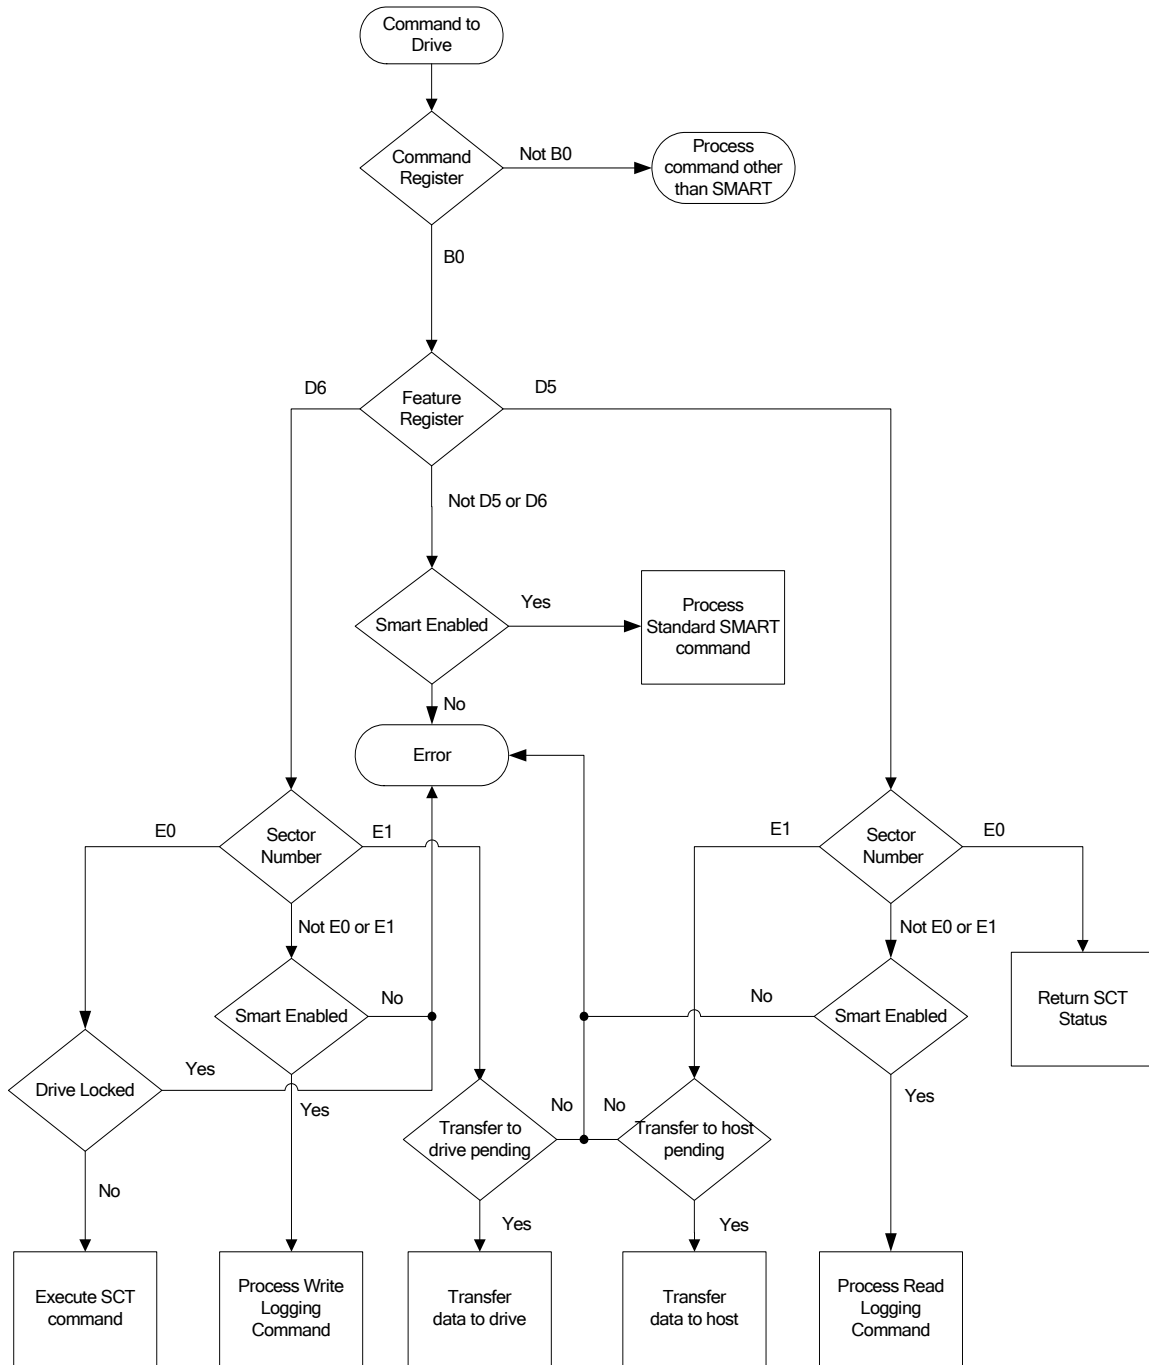 Command to
Drive
Command
Register
Not B0
Process
command other
than SMART
B0
D6
Feature
Register
D5
Not D5 or D6
Smart Enabled
Yes
Process
Standard SMART
command
No
Error
E0
Sector
Number
E1
E1
Sector
Number
E0
Not E0 or E1
Not E0 or E1
Smart Enabled
No
No
Smart Enabled
Return SCT
Status
Drive Locked
Yes
Yes
Transfer to
drive pending
No
No
Transfer to host
pending
Yes
No
Yes
Yes
Execute SCT
command
Process Write
Logging
Command
Transfer
data to drive
Transfer
data to host
Process Read
Logging
Command